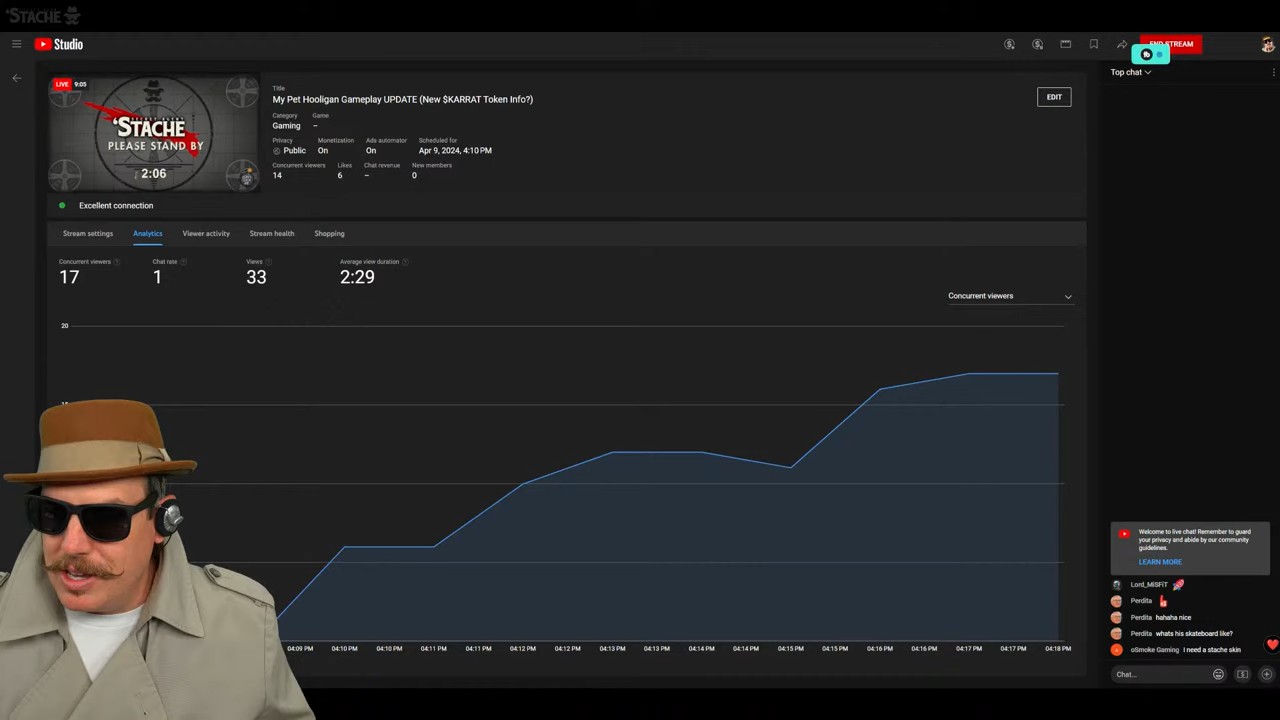 'STACHE
Studio
END STREAM
Top chat
LIVE 9:05
SECRET AGENT
'STACHE
PLEASE STAND BY
2:06
Title
My Pet Hooligan Gameplay UPDATE (New $KARRAT Token Info?)
EDIT
Category Game
Gaming –
Privacy Monetization Ads automator Scheduled for
Public On On Apr 9, 2024, 4:10 PM
Concurrent viewers Likes Chat revenue New members
14 6 – 0
Excellent connection
Stream settings Analytics Viewer activity Stream health Shopping
Concurrent viewers Chat rate Views Average view duration
17 1 33 2:29
Concurrent viewers
20
04:09 PM 04:10 PM 04:10 PM 04:11 PM 04:11 PM 04:12 PM 04:12 PM 04:13 PM 04:13 PM 04:14 PM 04:14 PM 04:15 PM 04:15 PM 04:16 PM 04:16 PM 04:17 PM 04:17 PM 04:18 PM
Welcome to live chat! Remember to guard
your privacy and abide by our community
guidelines.
LEARN MORE
Lord_MiSFiT
Perdita
Perdita hahaha nice
Perdita whats his skateboard like?
oSmoke Gaming I need a stache skin
Chat...